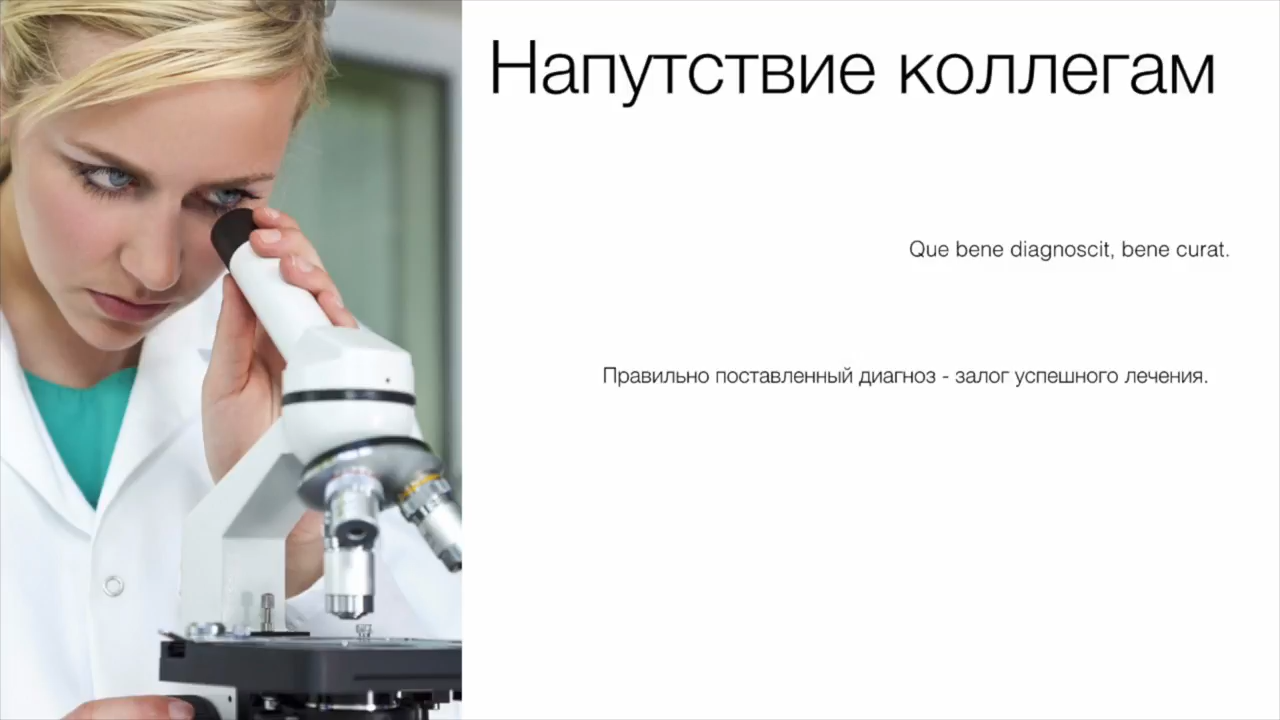 Напутствие коллегам
Que bene diagnoscit, bene curat.
Правильно поставленный диагноз - залог успешного лечения.